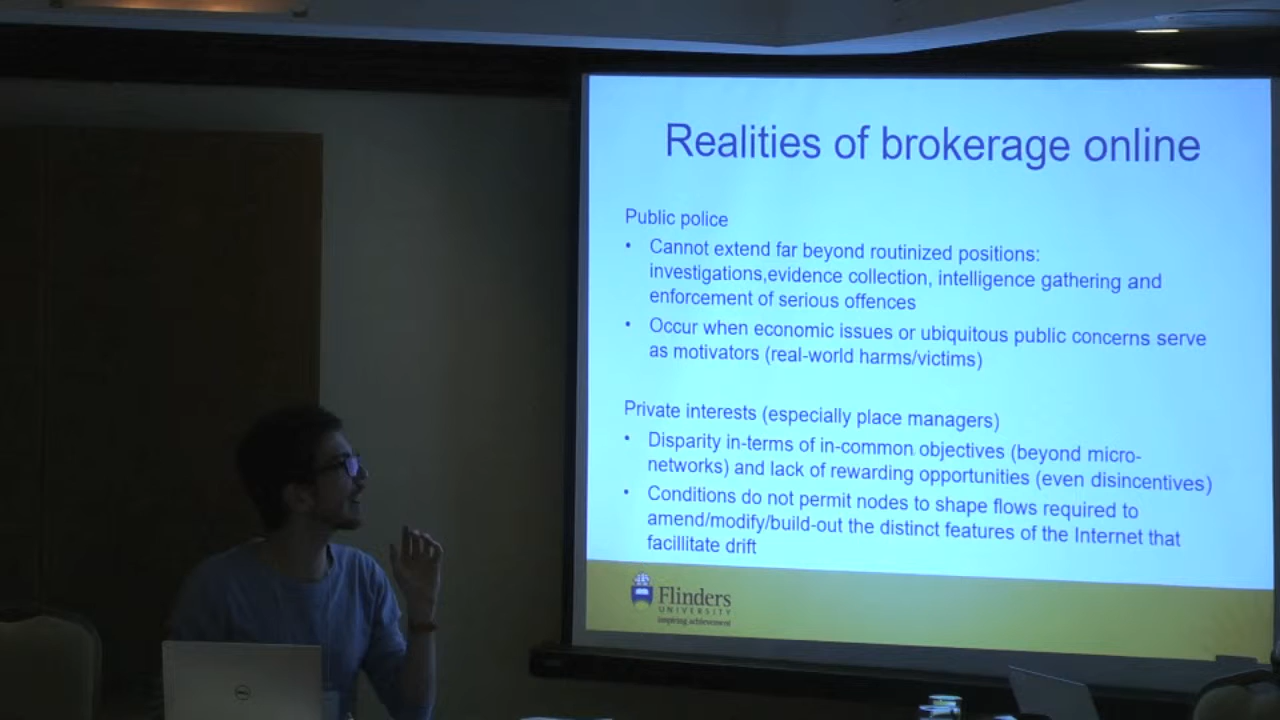 Realities of brokerage online
Public police
• Cannot extend far beyond routinized positions:
investigations,evidence collection, intelligence gathering and
enforcement of serious offences
• Occur when economic issues or ubiquitous public concerns serve
as motivators (real-world harms/victims)
Private interests (especially place managers)
• Disparity in-terms of in-common objectives (beyond micro-
networks) and lack of rewarding opportunities (even disincentives)
• Conditions do not permit nodes to shape flows required to
amend/modify/build-out the distinct features of the Internet that
facillitate drift
Flinders
UNIVERSITY
inspiring achievement
DELL